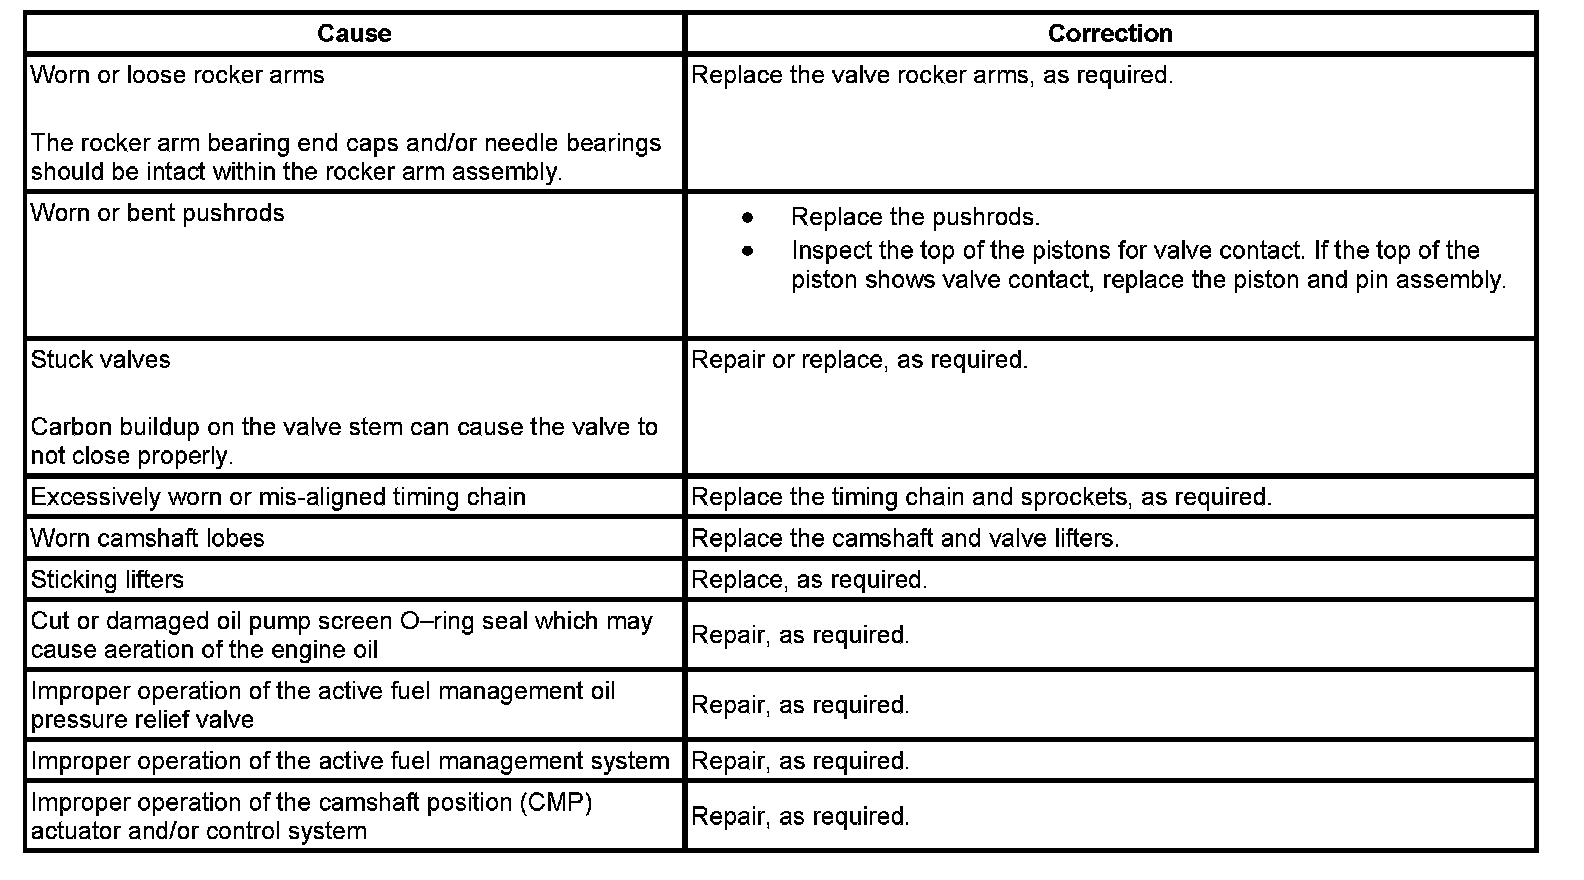 Cause
Correction
Worn or loose rocker arms
The rocker arm bearing end caps and/or needle bearings
should be intact within the rocker arm assembly.
Replace the valve rocker arms, as required.
Worn or bent pushrods
● Replace the pushrods.
● Inspect the top of the pistons for valve contact. If the top of the
piston shows valve contact, replace the piston and pin assembly.
Stuck valves
Carbon buildup on the valve stem can cause the valve to
not close properly.
Repair or replace, as required.
Excessively worn or mis-aligned timing chain
Replace the timing chain and sprockets, as required.
Worn camshaft lobes
Replace the camshaft and valve lifters.
Sticking lifters
Replace, as required.
Cut or damaged oil pump screen O–ring seal which may
cause aeration of the engine oil
Repair, as required.
Improper operation of the active fuel management oil
pressure relief valve
Repair, as required.
Improper operation of the active fuel management system
Repair, as required.
Improper operation of the camshaft position (CMP)
actuator and/or control system
Repair, as required.